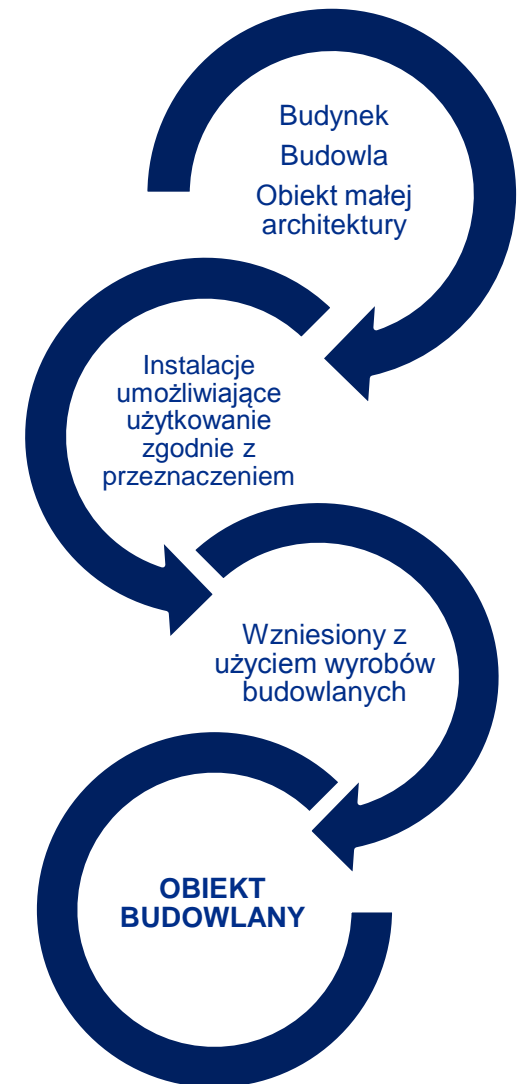 Budynek
Budowla
Obiekt małej
architektury
Instalacje
umożliwiające
użytkowanie
zgodnie z
przeznaczeniem
Wzniesiony z
użyciem wyrobów
budowlanych
OBIEKT
BUDOWLANY